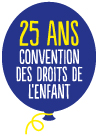 25 ANS
CONVENTION
DES DROITS DE
L'ENFANT